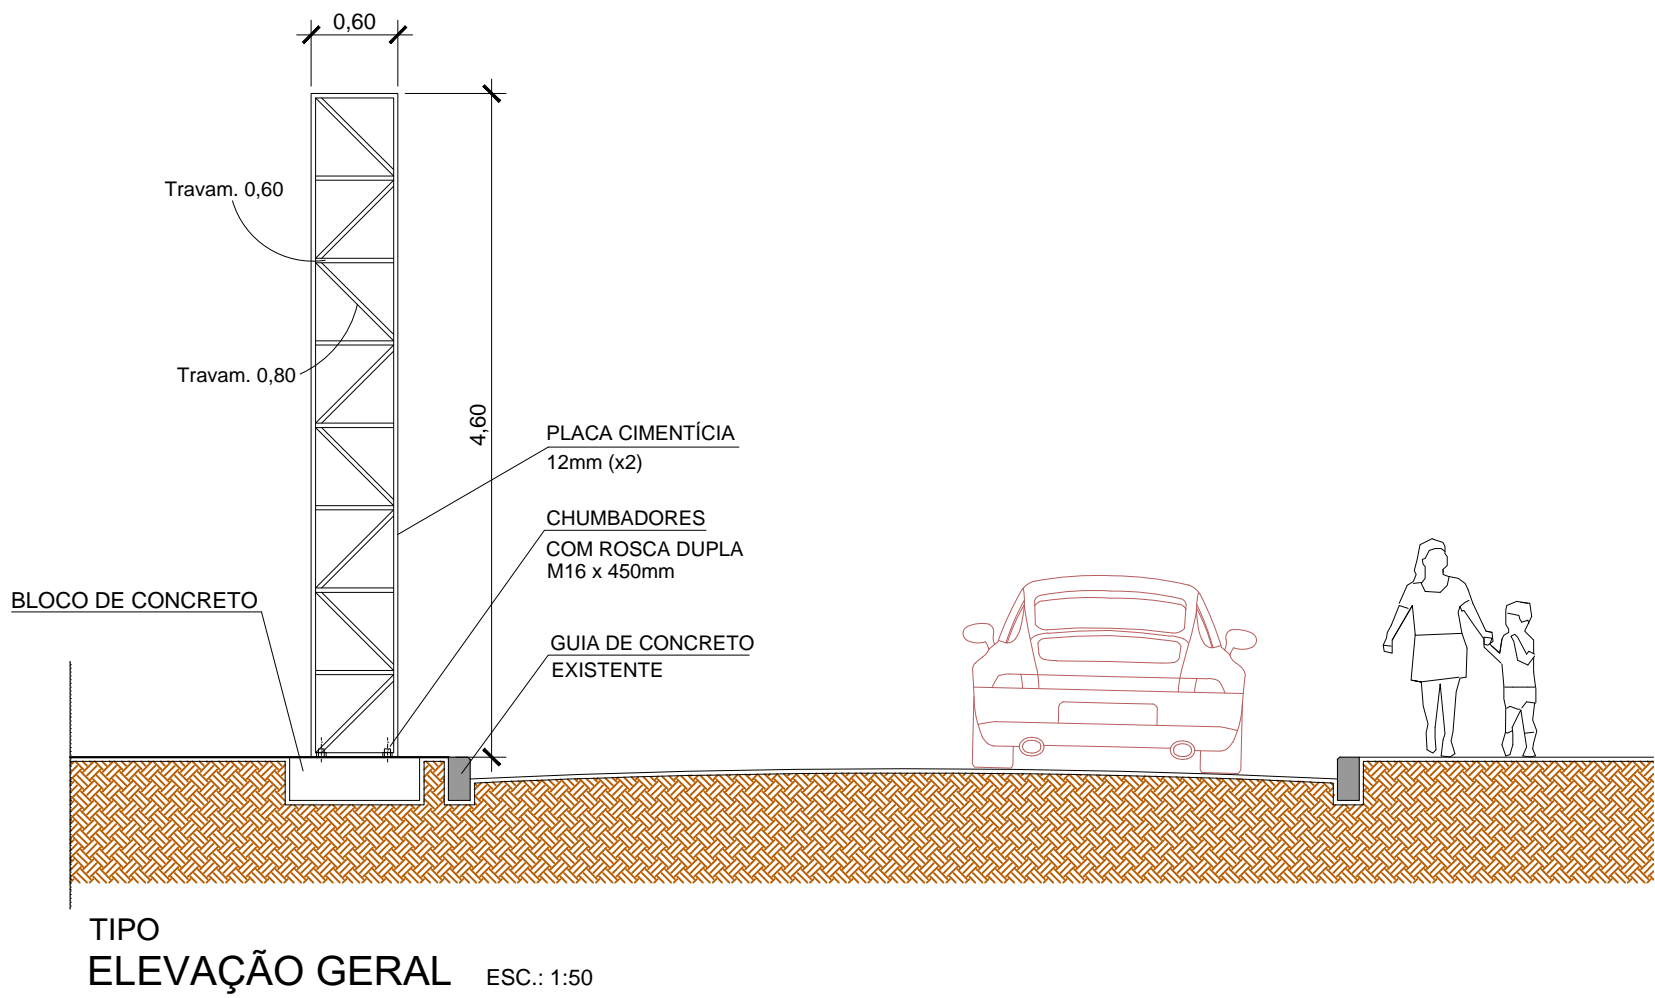 0,60
Travam. 0,60
Travam. 0,80
4,60
PLACA CIMENTÍCIA
12mm (x2)
CHUMBADORES
COM ROSCA DUPLA
M16 x 450mm
BLOCO DE CONCRETO
GUIA DE CONCRETO
EXISTENTE
TIPO
ELEVAÇÃO GERAL ESC.: 1:50